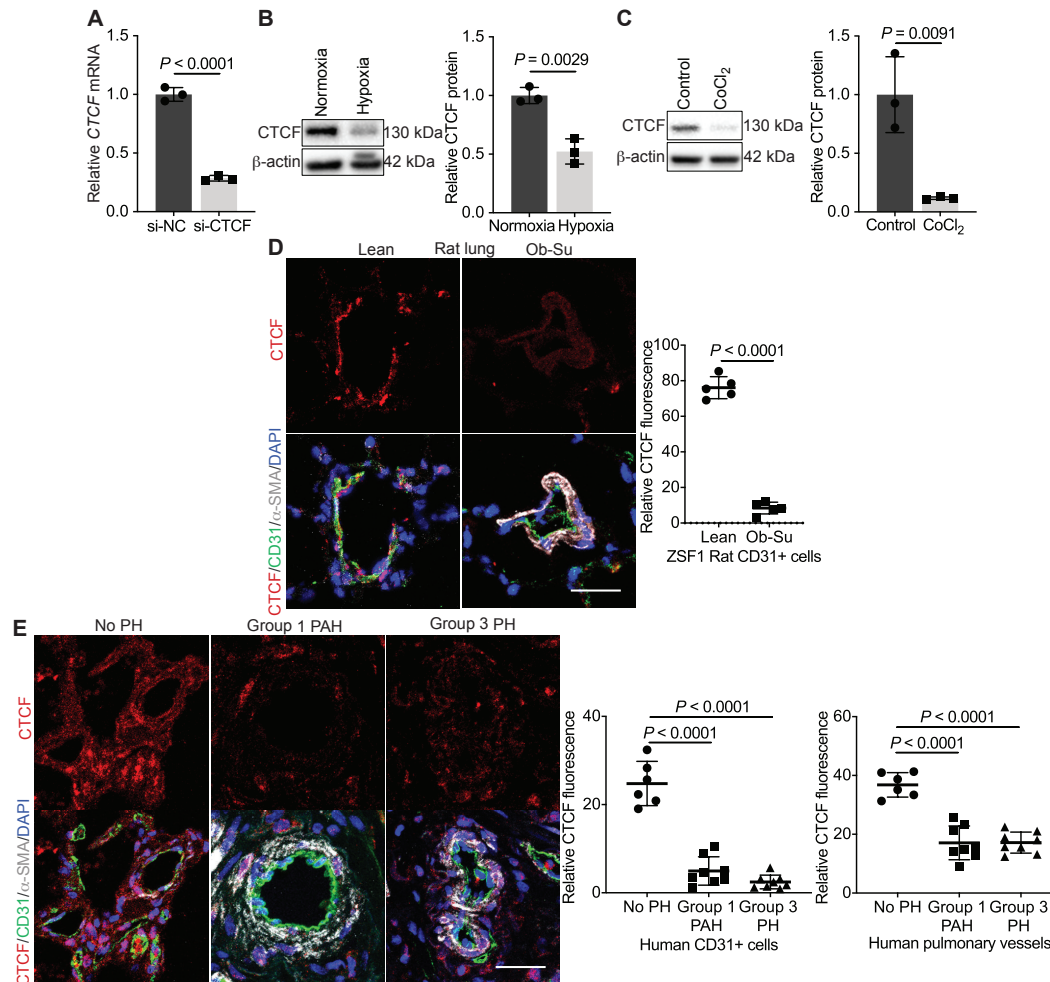 A
Relative CTCF mRNA
1.5
1.0
0.5
0.0
P < 0.0001
si-NC si-CTCF
B
Normoxia
Hypoxia
CTCF 130 kDa
β-actin 42 kDa
Relative CTCF protein
1.5
1.0
0.5
0.0
P = 0.0029
Normoxia Hypoxia
C
Control
CoCl₂
CTCF 130 kDa
β-actin 42 kDa
Relative CTCF protein
1.5
1.0
0.5
0.0
P = 0.0091
Control CoCl₂
D
Rat lung
Lean Ob-Su
CTCF
CTCF/CD31/α-SMA/DAPI
Relative CTCF fluorescence
100
80
60
40
20
0
P < 0.0001
Lean Ob-Su
ZSF1 Rat CD31+ cells
E
No PH Group 1 PAH Group 3 PH
CTCF
CTCF/CD31/α-SMA/DAPI
Relative CTCF fluorescence
40
20
0
P < 0.0001
P < 0.0001
No PH Group 1 Group 3
PAH PH
Human CD31+ cells
Relative CTCF fluorescence
60
40
20
0
P < 0.0001
P < 0.0001
No PH Group 1 Group 3
PAH PH
Human pulmonary vessels